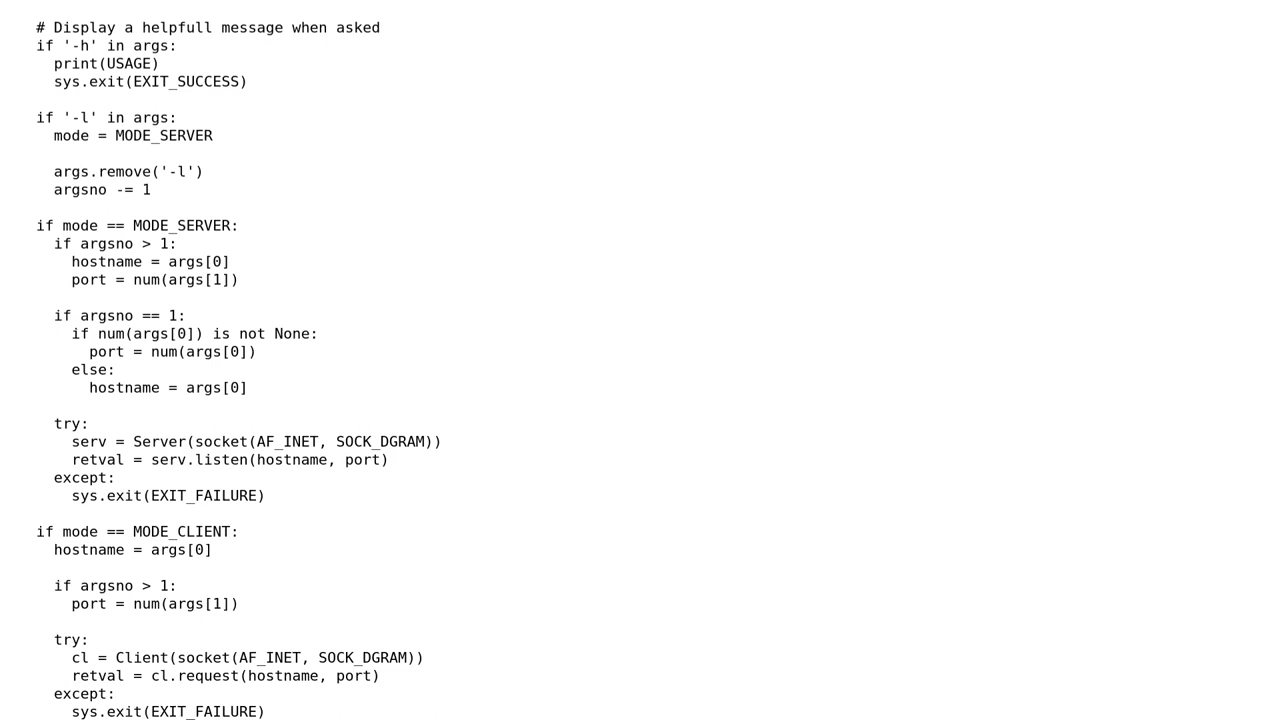 # Display a helpfull message when asked
if '-h' in args:
  print(USAGE)
  sys.exit(EXIT_SUCCESS)

if '-l' in args:
  mode = MODE_SERVER

  args.remove('-l')
  argsno -= 1

if mode == MODE_SERVER:
  if argsno > 1:
    hostname = args[0]
    port = num(args[1])

  if argsno == 1:
    if num(args[0]) is not None:
      port = num(args[0])
    else:
      hostname = args[0]

  try:
    serv = Server(socket(AF_INET, SOCK_DGRAM))
    retval = serv.listen(hostname, port)
  except:
    sys.exit(EXIT_FAILURE)

if mode == MODE_CLIENT:
  hostname = args[0]

  if argsno > 1:
    port = num(args[1])

  try:
    cl = Client(socket(AF_INET, SOCK_DGRAM))
    retval = cl.request(hostname, port)
  except:
    sys.exit(EXIT_FAILURE)